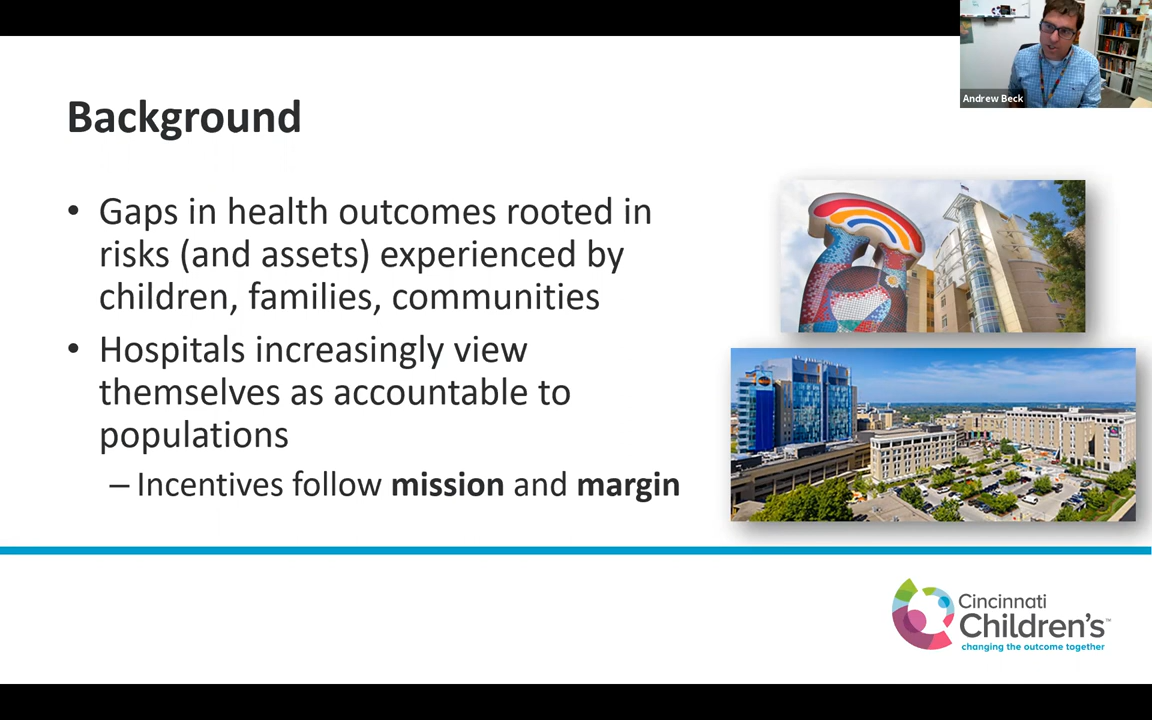 Andrew Beck
Background
• Gaps in health outcomes rooted in
risks (and assets) experienced by
children, families, communities
• Hospitals increasingly view
themselves as accountable to
populations
– Incentives follow mission and margin
Cincinnati
Children's™
changing the outcome together